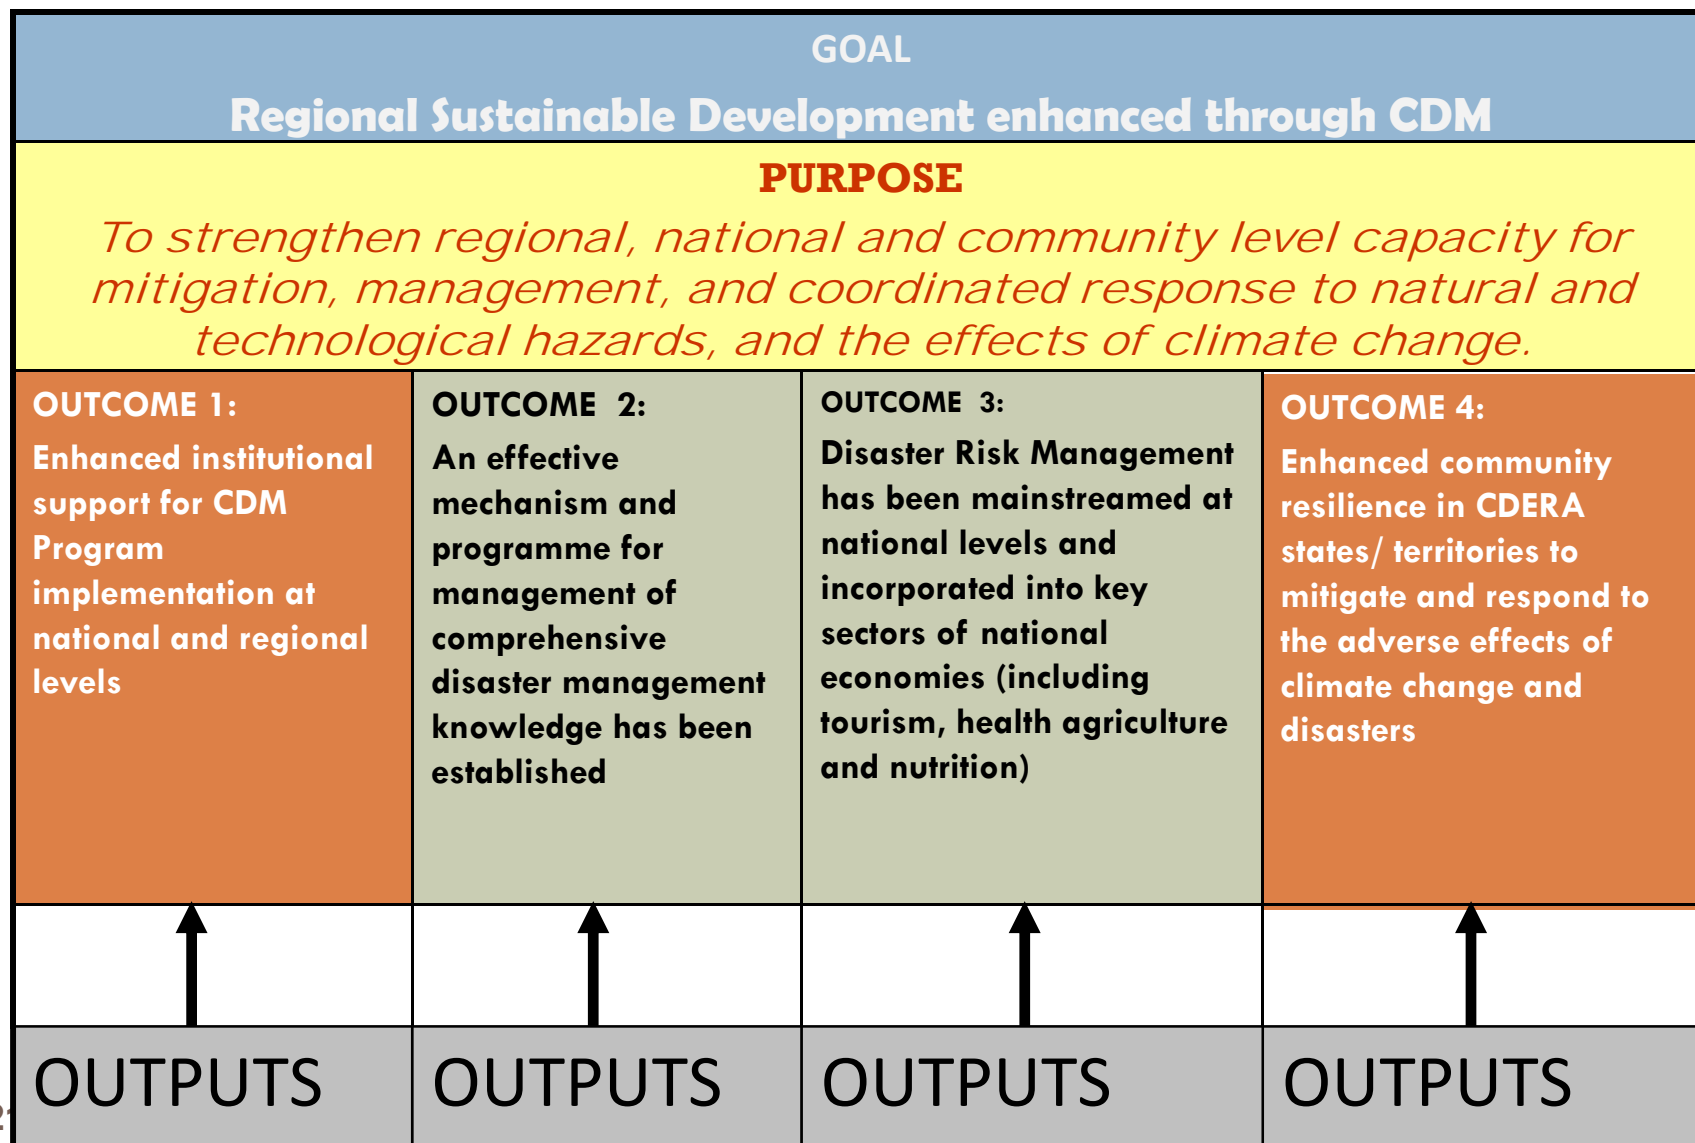 GOAL
Regional Sustainable Development enhanced through CDM
PURPOSE
To strengthen regional, national and community level capacity for
mitigation, management, and coordinated response to natural and
technological hazards, and the effects of climate change.
OUTCOME 1:
Enhanced institutional
support for CDM
Program
implementation at
national and regional
levels
OUTCOME 2:
An effective
mechanism and
programme for
management of
comprehensive
disaster management
knowledge has been
established
OUTCOME 3:
Disaster Risk Management
has been mainstreamed at
national levels and
incorporated into key
sectors of national
economies (including
tourism, health agriculture
and nutrition)
OUTCOME 4:
Enhanced community
resilience in CDERA
states/ territories to
mitigate and respond to
the adverse effects of
climate change and
disasters
OUTPUTS
OUTPUTS
OUTPUTS
OUTPUTS